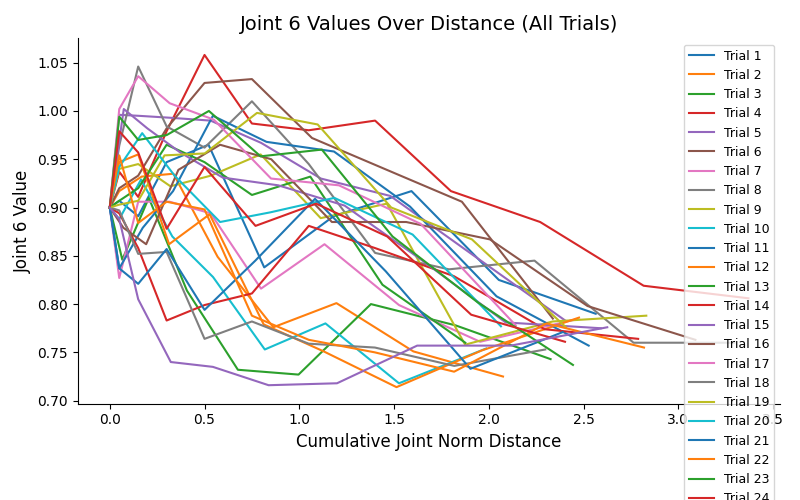 Joint 6 Values Over Distance (All Trials)
Joint 6 Value
1.05
1.00
0.95
0.90
0.85
0.80
0.75
0.70
0.0
0.5
1.0
1.5
2.0
2.5
3.0
3.5
Cumulative Joint Norm Distance
Trial 1
Trial 2
Trial 3
Trial 4
Trial 5
Trial 6
Trial 7
Trial 8
Trial 9
Trial 10
Trial 11
Trial 12
Trial 13
Trial 14
Trial 15
Trial 16
Trial 17
Trial 18
Trial 19
Trial 20
Trial 21
Trial 22
Trial 23
Trial 24